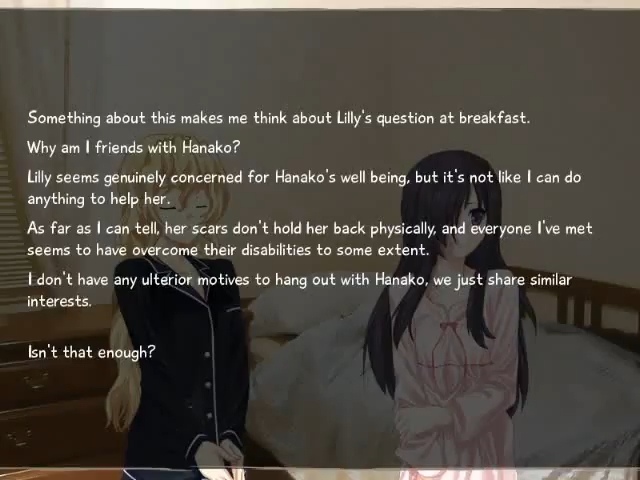 Something about this makes me think about Lilly's question at breakfast.
Why am I friends with Hanako?
Lilly seems genuinely concerned for Hanako's well being, but it's not like I can do
anything to help her.
As far as I can tell, her scars don't hold her back physically, and everyone I've met
seems to have overcome their disabilities to some extent.
I don't have any ulterior motives to hang out with Hanako, we just share similar
interests.
Isn't that enough?